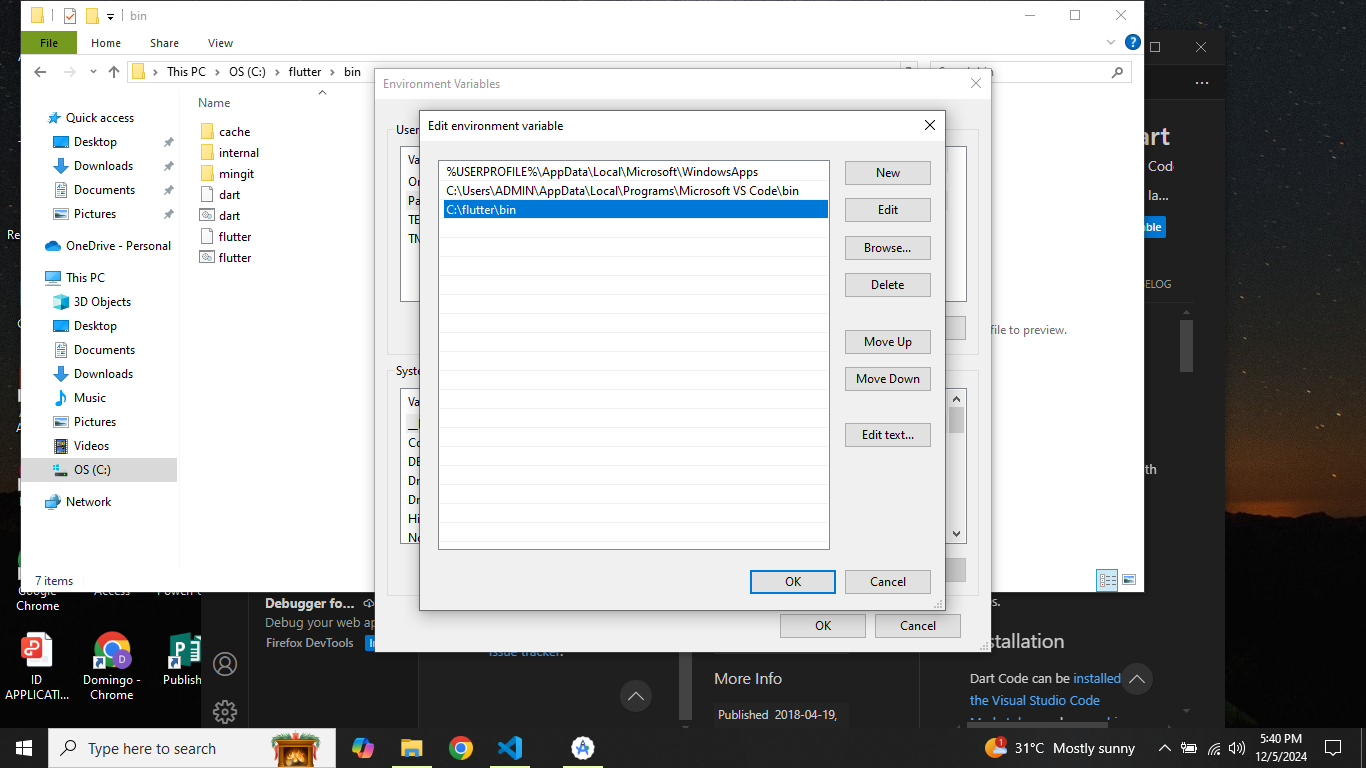 bin
File
Home
Share
View
This PC
OS (C:)
flutter
bin
Name
Quick access
Desktop
Downloads
Documents
Pictures
OneDrive - Personal
This PC
3D Objects
Desktop
Documents
Downloads
Music
Pictures
Videos
OS (C:)
Network
cache
internal
mingit
dart
dart
flutter
flutter
7 items
file to preview.
Environment Variables
User
Syste
Edit environment variable
%USERPROFILE%\AppData\Local\Microsoft\WindowsApps
C:\Users\ADMIN\AppData\Local\Programs\Microsoft VS Code\bin
C:\flutter\bin
New
Edit
Browse...
Delete
Move Up
Move Down
Edit text...
OK
Cancel
OK
Cancel
Google
Chrome
ID
APPLICATI...
Domingo -
Chrome
Publish
Debugger fo...
Debug your web ap
Firefox DevTools
issue tracker.
More Info
Published 2018-04-19,
stallation
Dart Code can be installed
the Visual Studio Code
Type here to search
31°C Mostly sunny
5:40 PM
12/5/2024